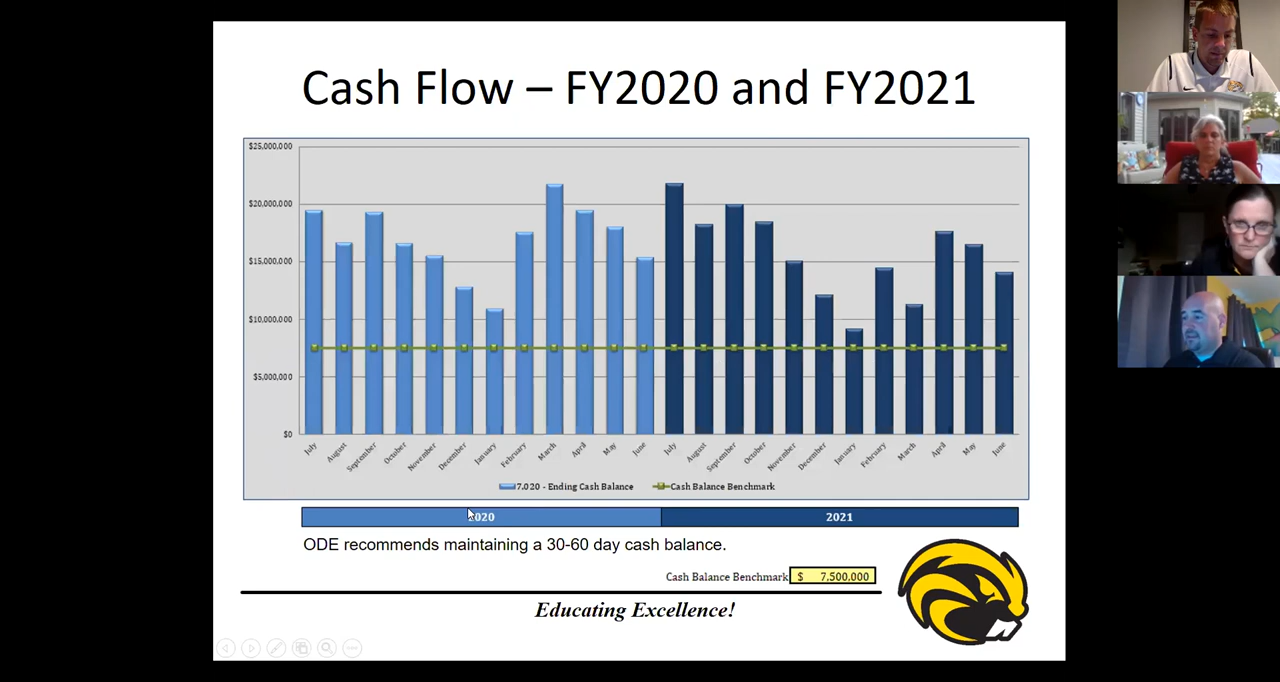 Cash Flow – FY2020 and FY2021
$25,000,000
$20,000,000
$15,000,000
$10,000,000
$5,000,000
$0
July August September October November December January February March April May June July August September October November December January February March April May June
7.020 - Ending Cash Balance Cash Balance Benchmark
2020 2021
ODE recommends maintaining a 30-60 day cash balance.
Cash Balance Benchmark $ 7,500,000
Educating Excellence!